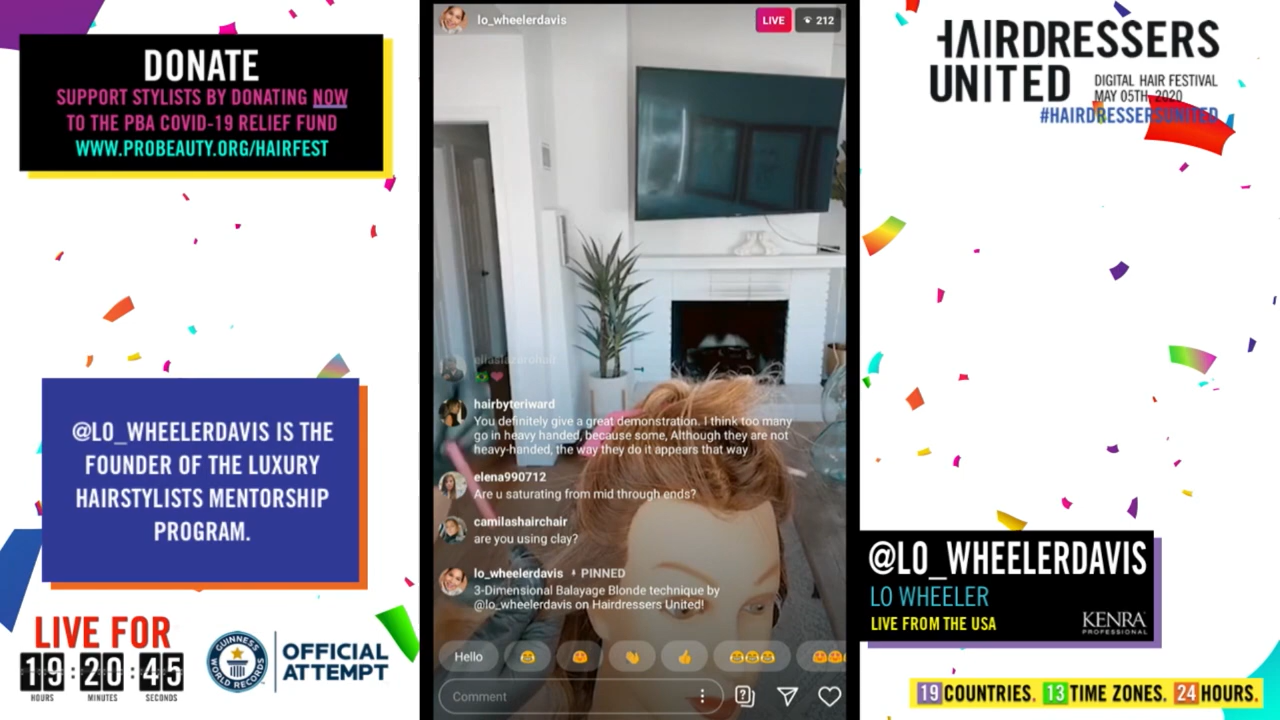 DONATE
SUPPORT STYLISTS BY DONATING NOW
TO THE PBA COVID-19 RELIEF FUND
WWW.PROBEAUTY.ORG/HAIRFEST
@LO_WHEELERDAVIS IS THE
FOUNDER OF THE LUXURY
HAIRSTYLISTS MENTORSHIP
PROGRAM.
LIVE FOR
19:20:45
HOURS MINUTES SECONDS
GUINNESS
WORLD RECORDS
OFFICIAL
ATTEMPT
lo_wheelerdavis
LIVE
212
hairbyteriward
You definitely give a great demonstration. I think too many
go in heavy handed, because some, Although they are not
heavy-handed, the way they do it appears that way
elena990712
Are u saturating from mid through ends?
camilashairchair
are you using clay?
lo_wheelerdavis PINNED
3-Dimensional Balayage Blonde technique by
@lo_wheelerdavis on Hairdressers United!
Hello
Comment
HAIRDRESSERS
UNITED
DIGITAL HAIR FESTIVAL
MAY 05TH, 2020
#HAIRDRESSERSUNITED
@LO_WHEELERDAVIS
LO WHEELER
LIVE FROM THE USA
KENRA
PROFESSIONAL
19 COUNTRIES. 13 TIME ZONES. 24 HOURS.